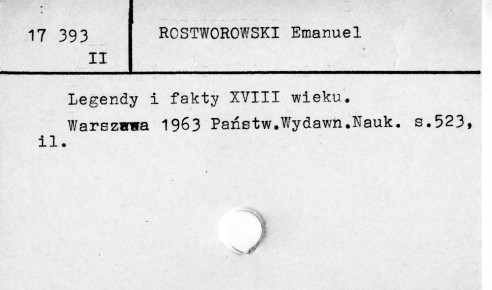 17 393
II
ROSTWOROWSKI Emanuel
Legendy i fakty XVIII wieku.
Warszawa 1963 Państw.Wydawn.Nauk. s.523,
il.